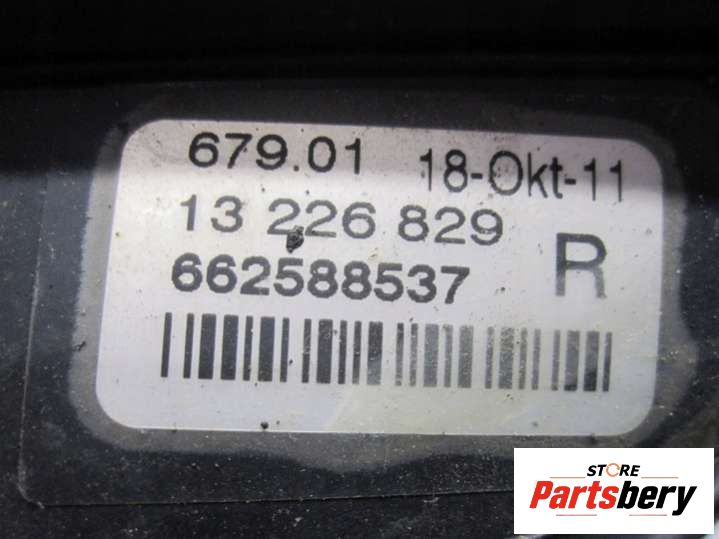 679.01 18-Okt-11
13 226 829
662588537 R
STORE
Partsbery